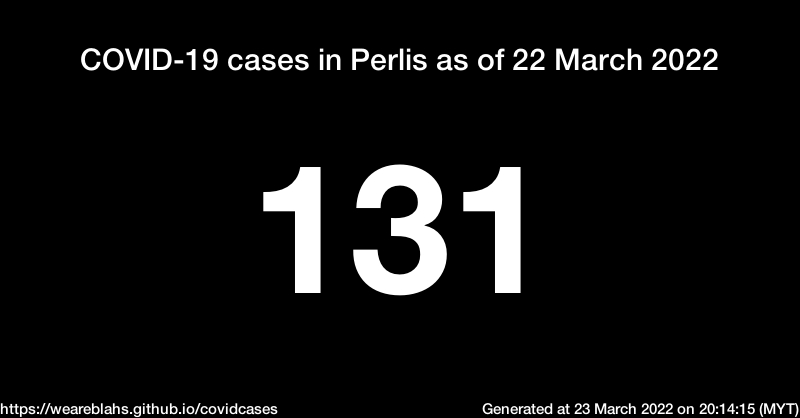 COVID-19 cases in Perlis as of 22 March 2022
131
https://weareblahs.github.io/covidcases
Generated at 23 March 2022 on 20:14:15 (MYT)